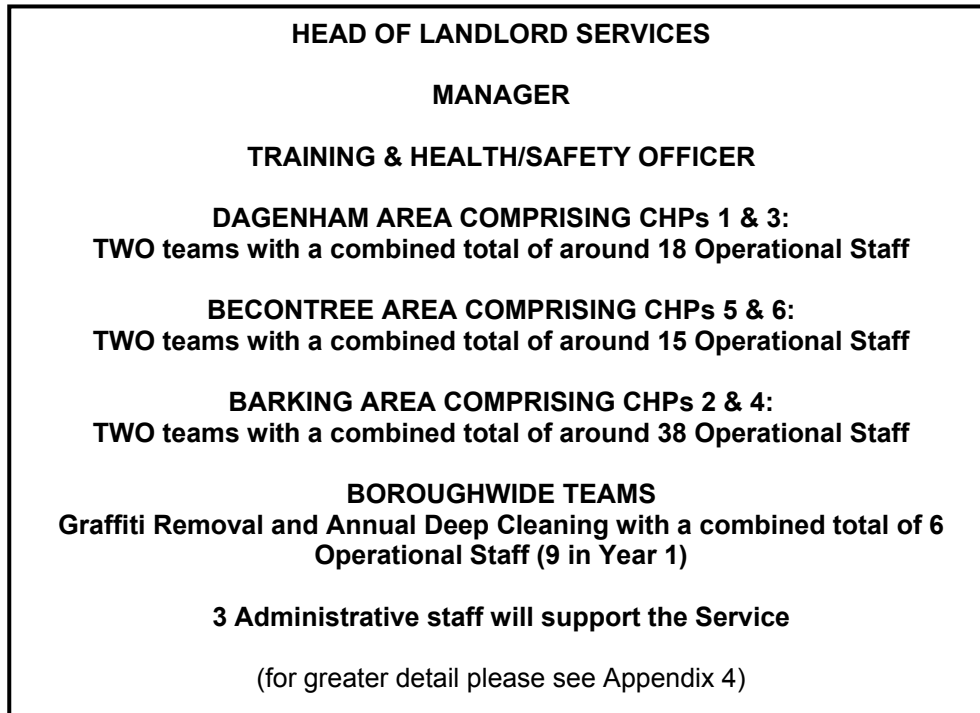 HEAD OF LANDLORD SERVICES
MANAGER
TRAINING & HEALTH/SAFETY OFFICER
DAGENHAM AREA COMPRISING CHPs 1 & 3:
TWO teams with a combined total of around 18 Operational Staff
BECONTREE AREA COMPRISING CHPs 5 & 6:
TWO teams with a combined total of around 15 Operational Staff
BARKING AREA COMPRISING CHPs 2 & 4:
TWO teams with a combined total of around 38 Operational Staff
BOROUGHWIDE TEAMS
Graffiti Removal and Annual Deep Cleaning with a combined total of 6
Operational Staff (9 in Year 1)
3 Administrative staff will support the Service
(for greater detail please see Appendix 4)